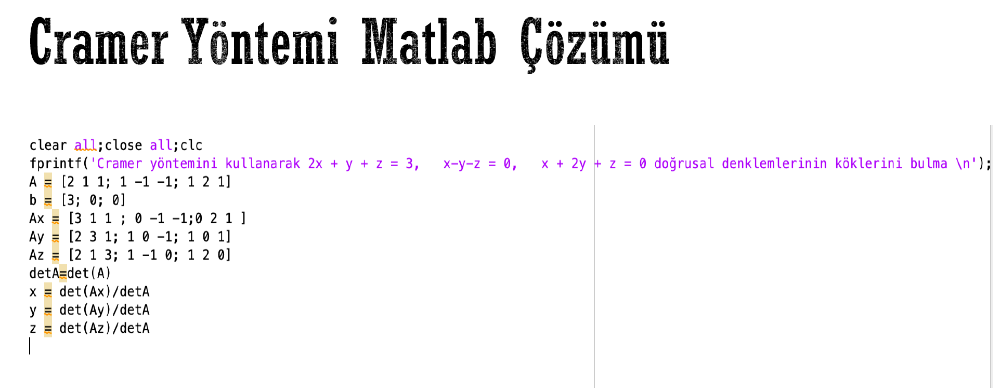 Cramer Yöntemi Matlab Çözümü
clear all;close all;clc
fprintf('Cramer yöntemini kullanarak 2x + y + z = 3,   x-y-z = 0,   x + 2y + z = 0 doğrusal denklemlerinin köklerini bulma \n');
A = [2 1 1; 1 -1 -1; 1 2 1]
b = [3; 0; 0]
Ax = [3 1 1 ; 0 -1 -1;0 2 1 ]
Ay = [2 3 1; 1 0 -1; 1 0 1]
Az = [2 1 3; 1 -1 0; 1 2 0]
detA=det(A)
x = det(Ax)/detA
y = det(Ay)/detA
z = det(Az)/detA